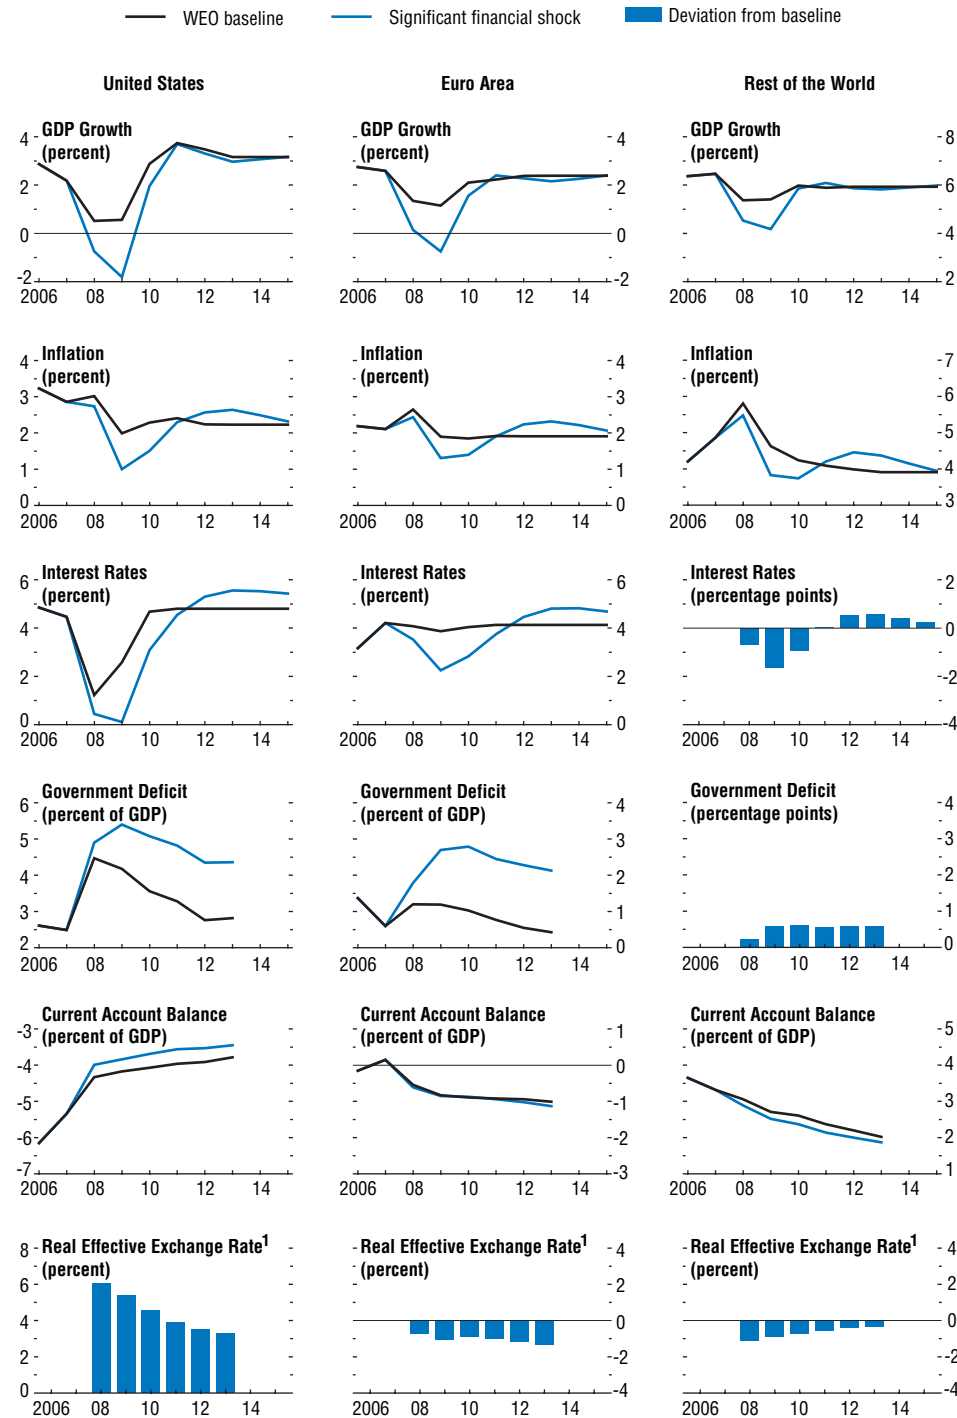 WEO baseline Significant financial shock Deviation from baseline
United States Euro Area Rest of the World
GDP Growth (percent)
4
2
0
-2
2006 08 10 12 14
GDP Growth (percent)
4
2
0
-2
2006 08 10 12 14
GDP Growth (percent)
8
6
4
2
2006 08 10 12 14
Inflation (percent)
4
3
2
1
0
2006 08 10 12 14
Inflation (percent)
4
3
2
1
0
2006 08 10 12 14
Inflation (percent)
7
6
5
4
3
2006 08 10 12 14
Interest Rates (percent)
6
4
2
0
2006 08 10 12 14
Interest Rates (percent)
6
4
2
0
2006 08 10 12 14
Interest Rates (percentage points)
2
0
-2
-4
2006 08 10 12 14
Government Deficit (percent of GDP)
6
5
4
3
2
2006 08 10 12 14
Government Deficit (percent of GDP)
4
3
2
1
0
2006 08 10 12 14
Government Deficit (percentage points)
4
3
2
1
0
2006 08 10 12 14
Current Account Balance (percent of GDP)
-3
-4
-5
-6
-7
2006 08 10 12 14
Current Account Balance (percent of GDP)
1
0
-1
-2
-3
2006 08 10 12 14
Current Account Balance (percent of GDP)
5
4
3
2
1
2006 08 10 12 14
Real Effective Exchange Rate1 (percent)
8
6
4
2
0
2006 08 10 12 14
Real Effective Exchange Rate1 (percent)
4
2
0
-2
-4
2006 08 10 12 14
Real Effective Exchange Rate1 (percent)
4
2
0
-2
-4
2006 08 10 12 14